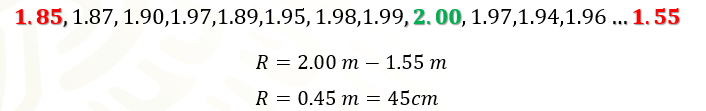 1.85, 1.87, 1.90,1.97,1.89,1.95, 1.98,1.99, 2.00, 1.97,1.94,1.96 ... 1.55
R = 2.00 m − 1.55 m
R = 0.45 m = 45cm